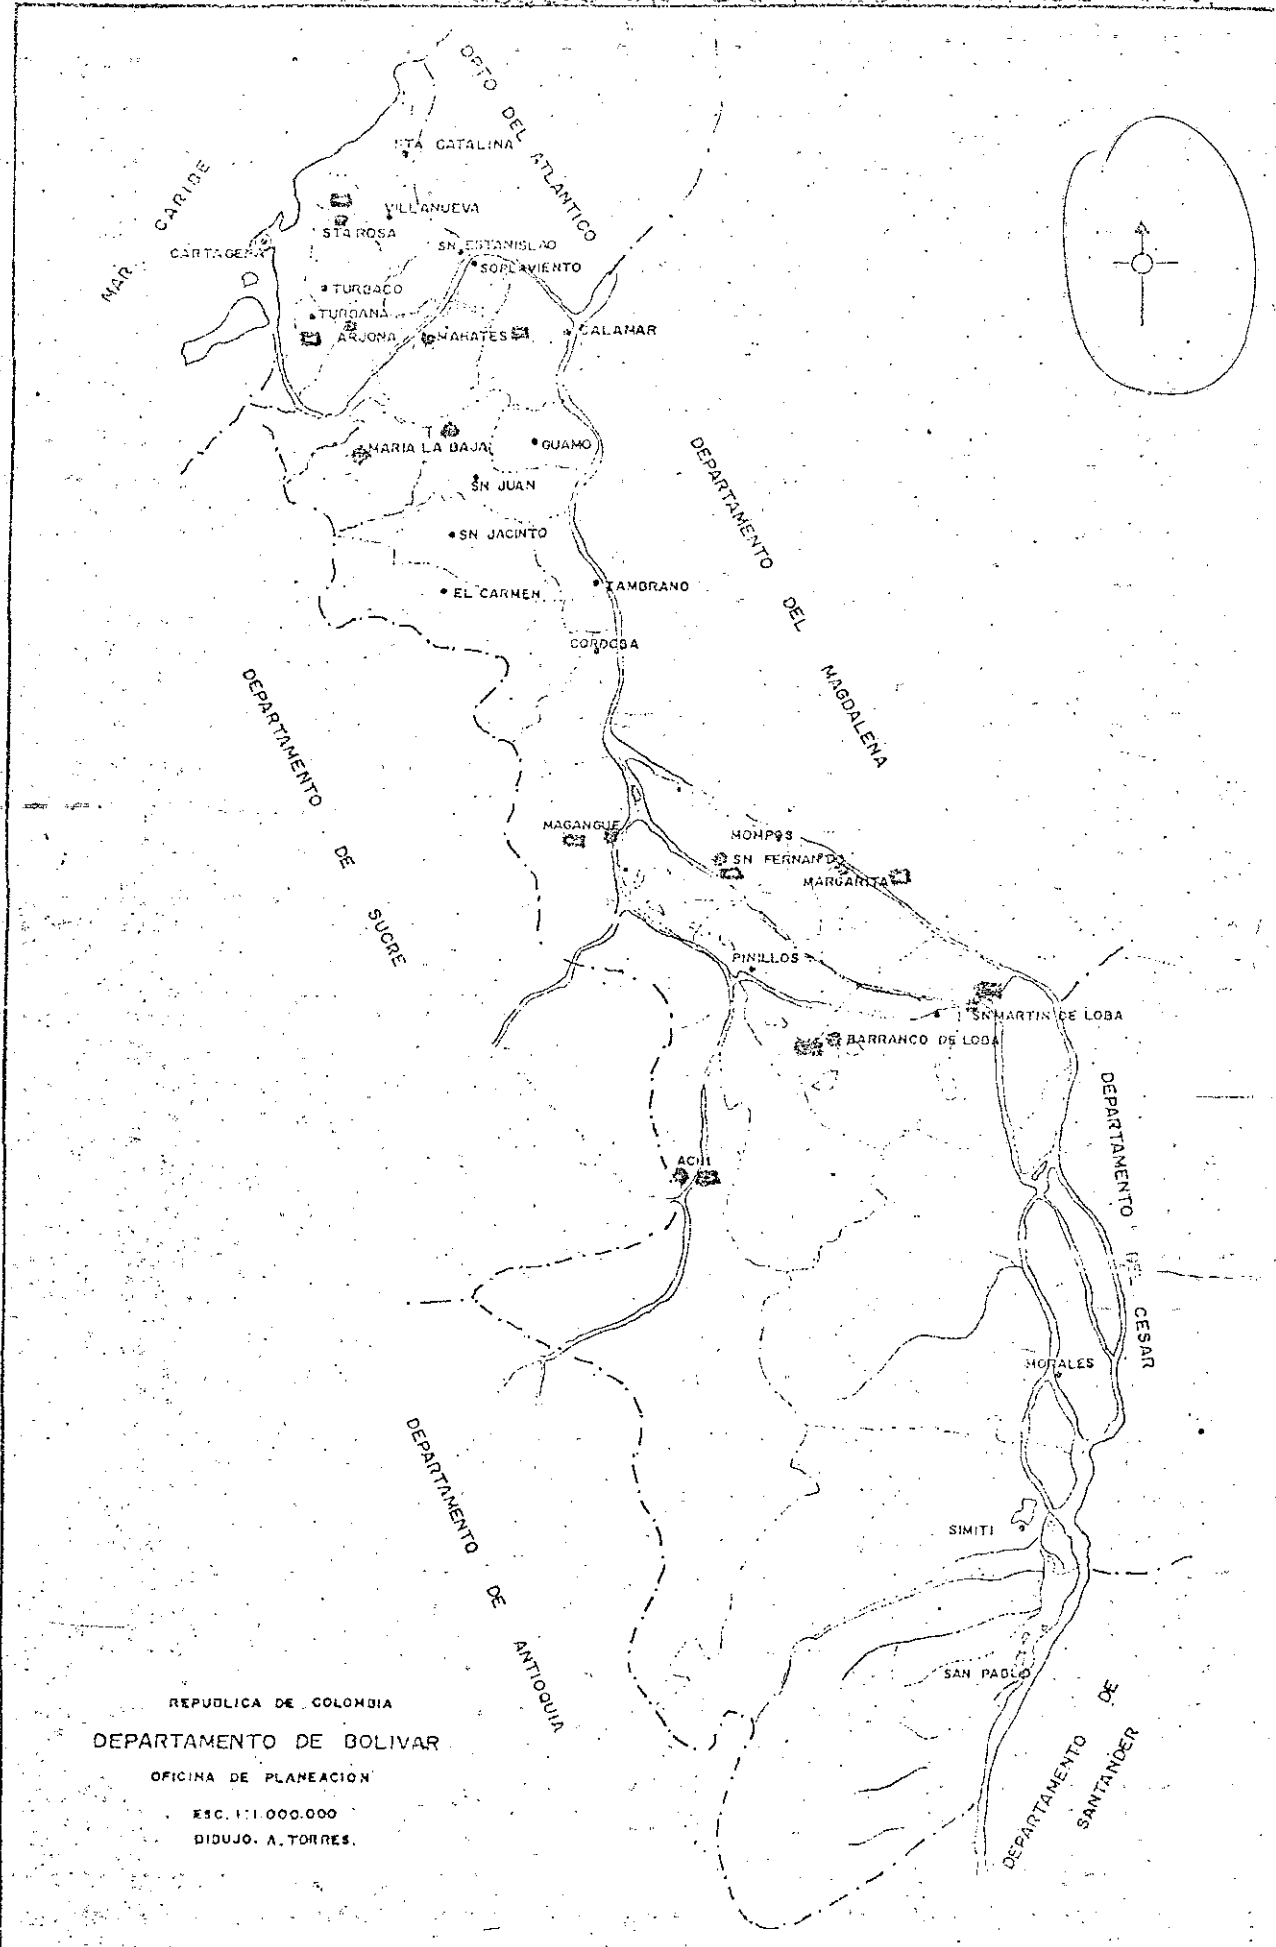 DPTO DEL ATLANTICO
STA CATALINA
MAR CARIBE
VILLANUEVA
STA ROSA
CARTAGENA
SN ESTANISLAO
SOPLAVIENTO
TURBACO
TURBANA
ARJONA
MAHATES
CALAMAR
MARIA LA BAJA
GUAMO
SN JUAN
SN JACINTO
EL CARMEN
ZAMBRANO
CORDOBA
DEPARTAMENTO DEL MAGDALENA
DEPARTAMENTO DE SUCRE
MAGANGUE
MOMPOS
SN FERNANDO
MARGARITA
PINILLOS
SN MARTIN DE LOBA
BARRANCO DE LOBA
ACHI
DEPARTAMENTO DEL CESAR
MORALES
SIMITI
SAN PABLO
DEPARTAMENTO DE ANTIOQUIA
DEPARTAMENTO DE
SANTANDER
REPUBLICA DE COLOMBIA
DEPARTAMENTO DE BOLIVAR
OFICINA DE PLANEACION
ESC. 1:1.000.000
DIBUJO. A. TORRES.